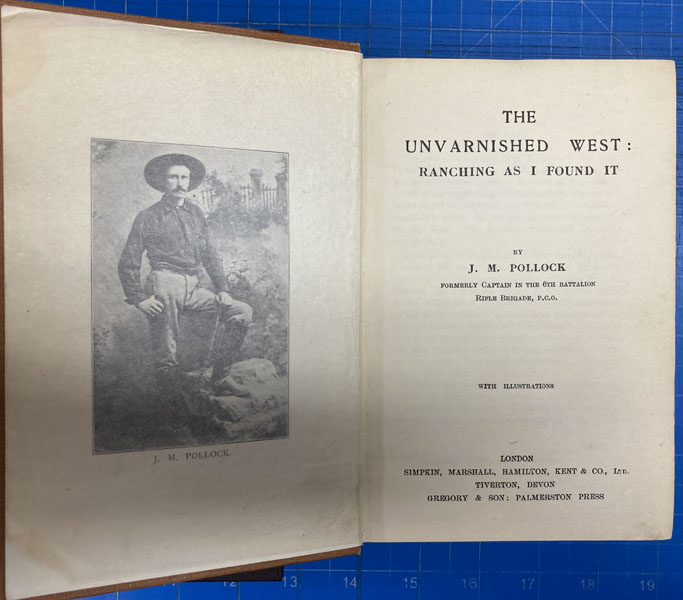 J. M. POLLOCK
THE
UNVARNISHED WEST:
RANCHING AS I FOUND IT
BY
J. M. POLLOCK
FORMERLY CAPTAIN IN THE 6TH BATTALION
RIFLE BRIGADE, P.C.O.
WITH ILLUSTRATIONS
LONDON
SIMPKIN, MARSHALL, HAMILTON, KENT & CO., LTD.
TIVERTON, DEVON
GREGORY & SON: PALMERSTON PRESS
12 13 14 15 16 17 18 19